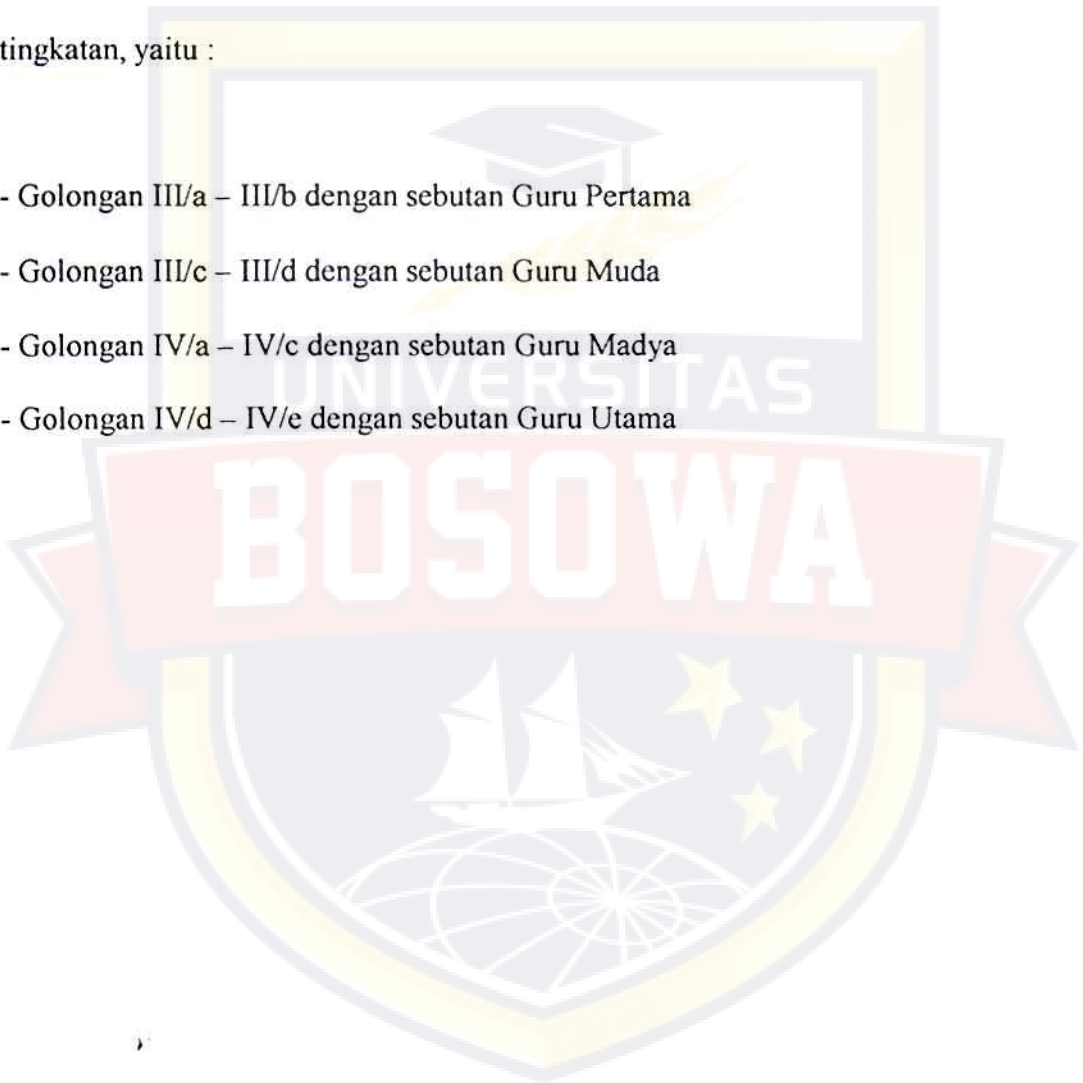 tingkatan, yaitu :
- Golongan III/a – III/b dengan sebutan Guru Pertama
- Golongan III/c – III/d dengan sebutan Guru Muda
- Golongan IV/a – IV/c dengan sebutan Guru Madya
- Golongan IV/d – IV/e dengan sebutan Guru Utama
UNIVERSITAS
BOSOWA